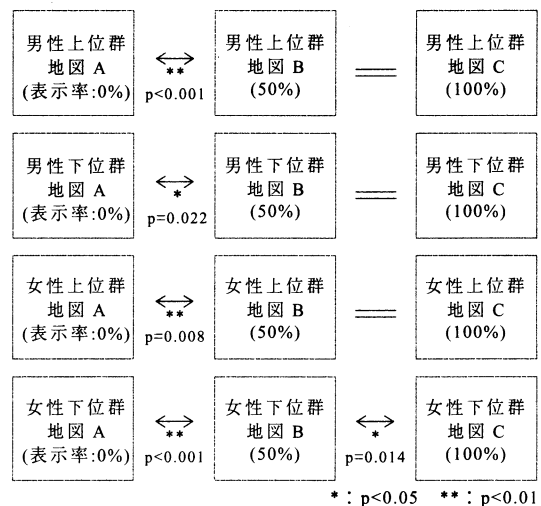 男性上位群 男性上位群 男性上位群
地図 A ** 地図 B 地図 C
(表示率:0%) p<0.001 (50%) (100%)
男性下位群 男性下位群 男性下位群
地図 A * 地図 B 地図 C
(表示率:0%) p=0.022 (50%) (100%)
女性上位群 女性上位群 女性上位群
地図 A ** 地図 B 地図 C
(表示率:0%) p=0.008 (50%) (100%)
女性下位群 女性下位群 女性下位群
地図 A ** 地図 B * 地図 C
(表示率:0%) p<0.001 (50%) p=0.014 (100%)
*：p<0.05 **：p<0.01